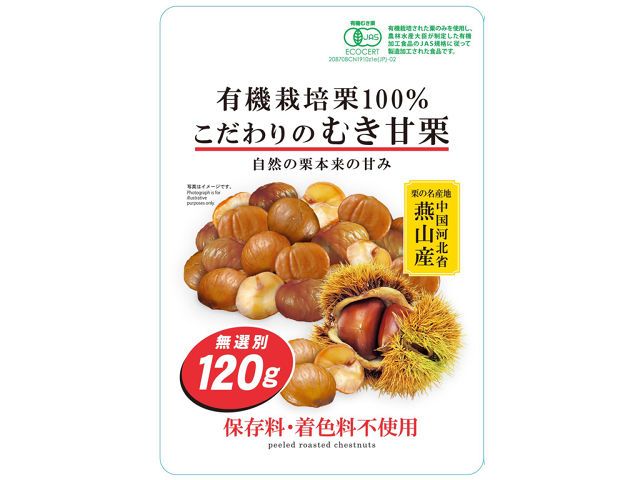 有機むき栗
JAS
ECOCERT
有機栽培された栗のみを使用し、
農林水産大臣が制定した有機
加工食品のJAS規格に従って
製造加工された食品です。
有機栽培栗100%
こだわりのむき甘栗
自然の栗本来の甘み
写真はイメージです。
Photograph is for
illustrative
purposes only.
栗の名産地
中国河北省
燕山産
無選別
120g
保存料・着色料不使用
peeled roasted chestnuts